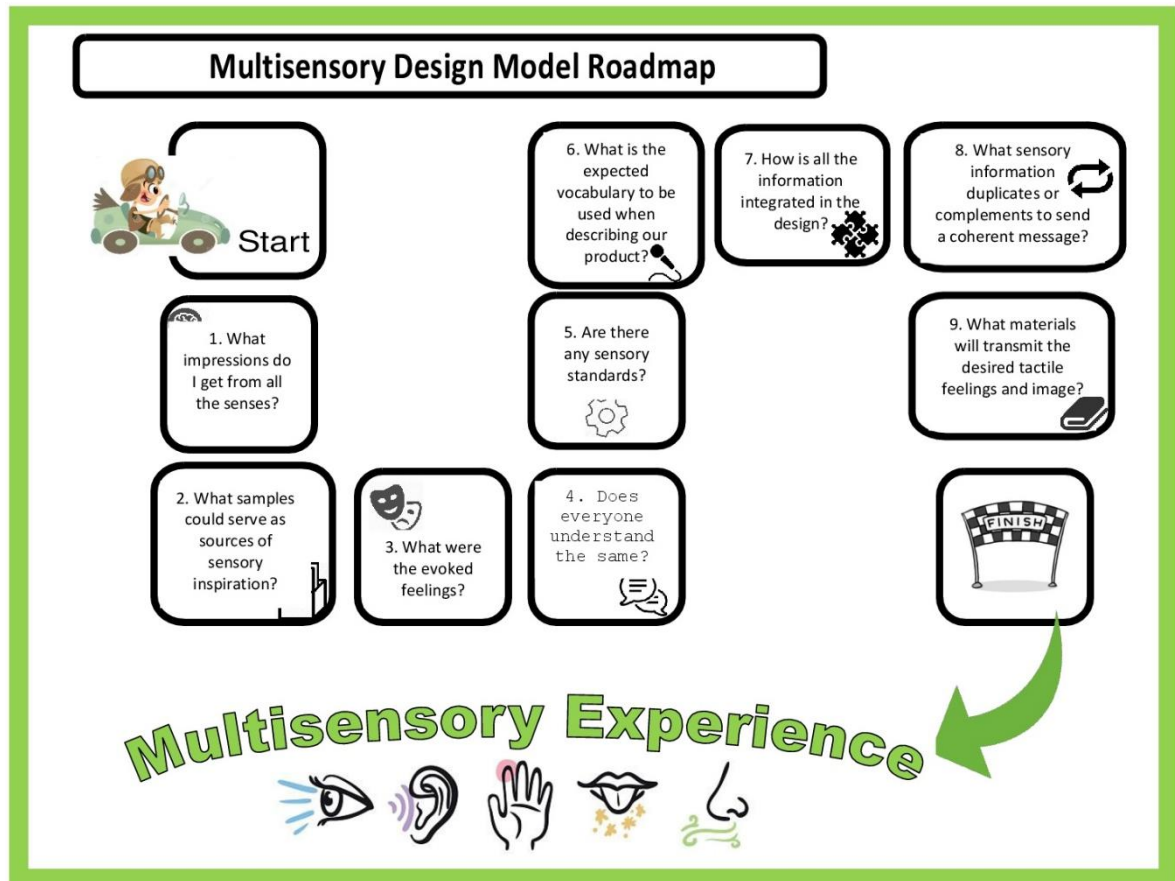 Multisensory Design Model Roadmap
Start
1. What
impressions do
I get from all
the senses?
2. What samples
could serve as
sources of
sensory
inspiration?
3. What were
the evoked
feelings?
4. Does
everyone
understand
the same?
5. Are there
any sensory
standards?
6. What is the
expected
vocabulary to be
used when
describing our
product?
7. How is all the
information
integrated in the
design?
8. What sensory
information
duplicates or
complements to send
a coherent message?
9. What materials
will transmit the
desired tactile
feelings and image?
FINISH
Multisensory Experience